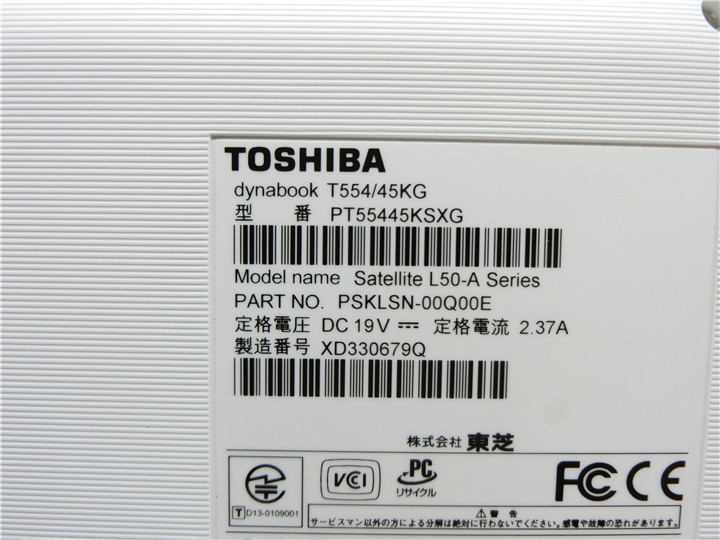 TOSHIBA
dynabook T554/45KG
型 番 PT55445KSXG
Model name Satellite L50-A Series
PART NO. PSKLSN-00Q00E
定格電圧 DC 19V 定格電流 2.37A
製造番号 XD330679Q
株式会社 東芝
VCCI
PC
リサイクル
FC CE
T D13-0109001
⚠警告
サービスマン以外の方による分解は絶対に行わないでください。感電や故障の恐れがあります。